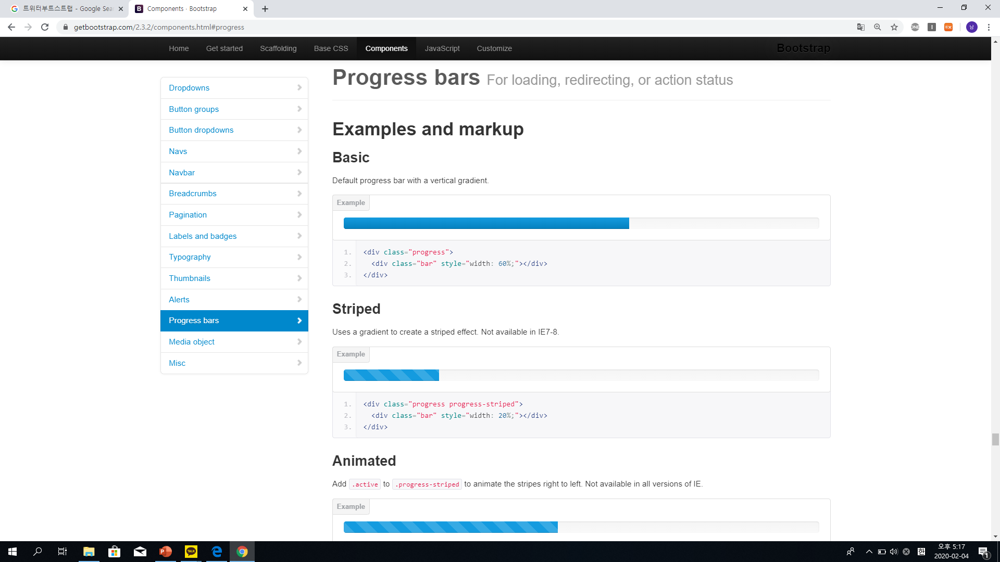 트위터부트스트랩 - Google Sea
Components · Bootstrap
getbootstrap.com/2.3.2/components.html#progress
ONE
남
Home Get started Scaffolding Base CSS Components JavaScript Customize Bootstrap
Dropdowns
Button groups
Button dropdowns
Navs
Navbar
Breadcrumbs
Pagination
Labels and badges
Typography
Thumbnails
Alerts
Progress bars
Media object
Misc
Progress bars For loading, redirecting, or action status
Examples and markup
Basic
Default progress bar with a vertical gradient.
Example
1. <div class="progress">
2. <div class="bar" style="width: 60%;"></div>
3. </div>
Striped
Uses a gradient to create a striped effect. Not available in IE7-8.
Example
1. <div class="progress progress-striped">
2. <div class="bar" style="width: 20%;"></div>
3. </div>
Animated
Add .active to .progress-striped to animate the stripes right to left. Not available in all versions of IE.
Example
TALK
한
오후 5:17
2020-02-04
1